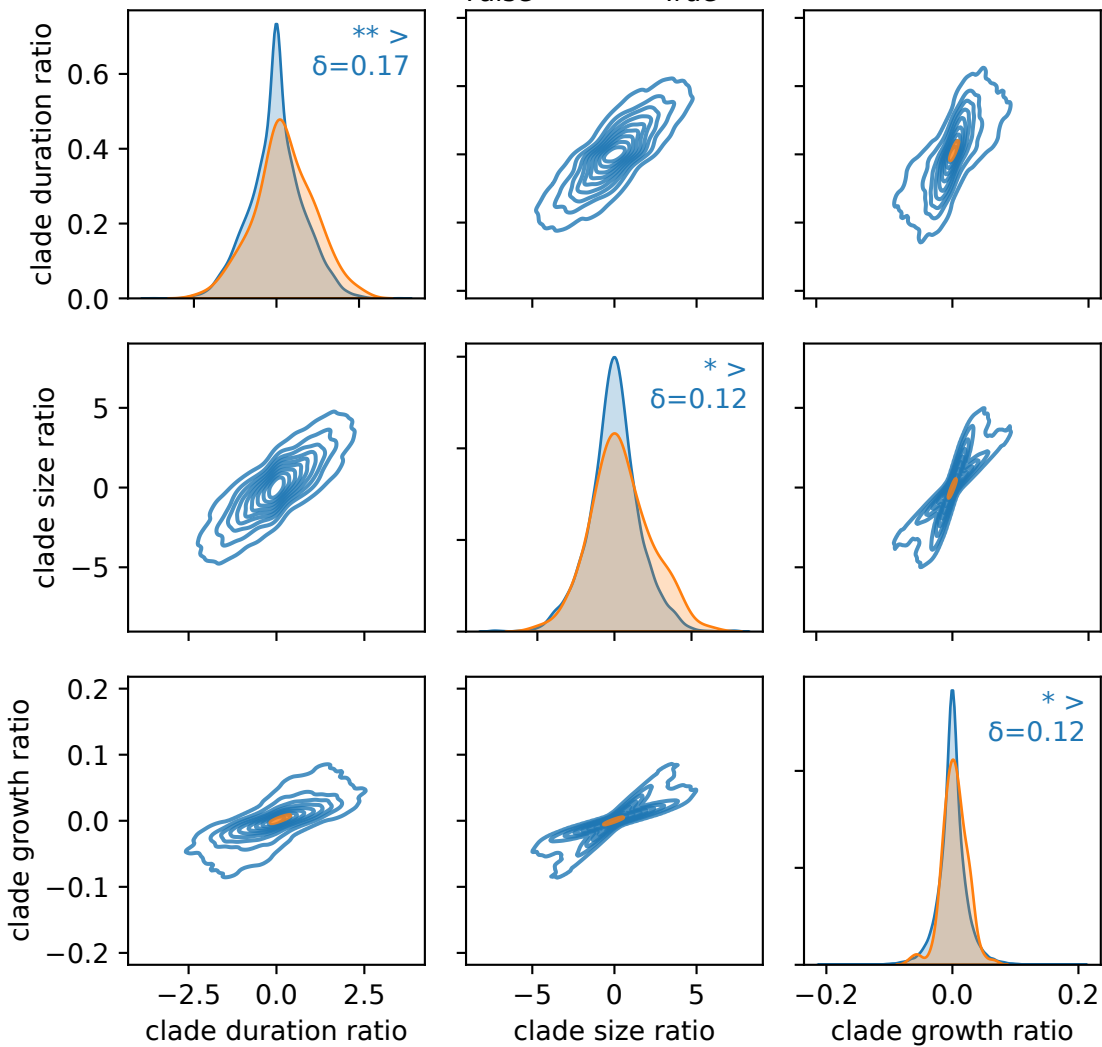 clade duration ratio
0.6
0.4
0.2
0.0
** >
δ=0.17
clade size ratio
5
0
−5
* >
δ=0.12
clade growth ratio
0.2
0.1
0.0
−0.1
−0.2
* >
δ=0.12
−2.5 0.0 2.5
−5 0 5
−0.2 0.0 0.2
clade duration ratio
clade size ratio
clade growth ratio